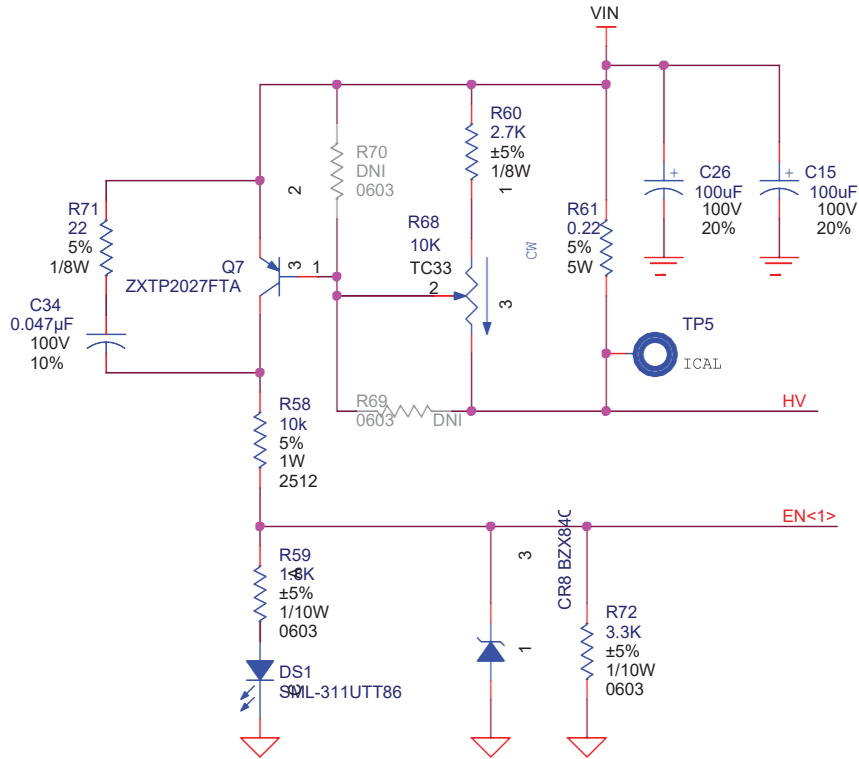 VIN
R60
2.7K
±5%
1/8W
1
R70
DNI
0603
2
C26
100uF
100V
20%
+
C15
100uF
100V
20%
+
R71
22
5%
1/8W
R68
10K
TC33
2
3
CW
R61
0.22
5%
5W
Q7
ZXTP2027FTA
3
1
C34
0.047µF
100V
10%
TP5
ICAL
R69
0603
DNI
HV
R58
10k
5%
1W
2512
EN<1>
R59
1.8K
±5%
1/10W
0603
3
1
CR8 BZX84C
R72
3.3K
±5%
1/10W
0603
DS1
SML-311UTT86